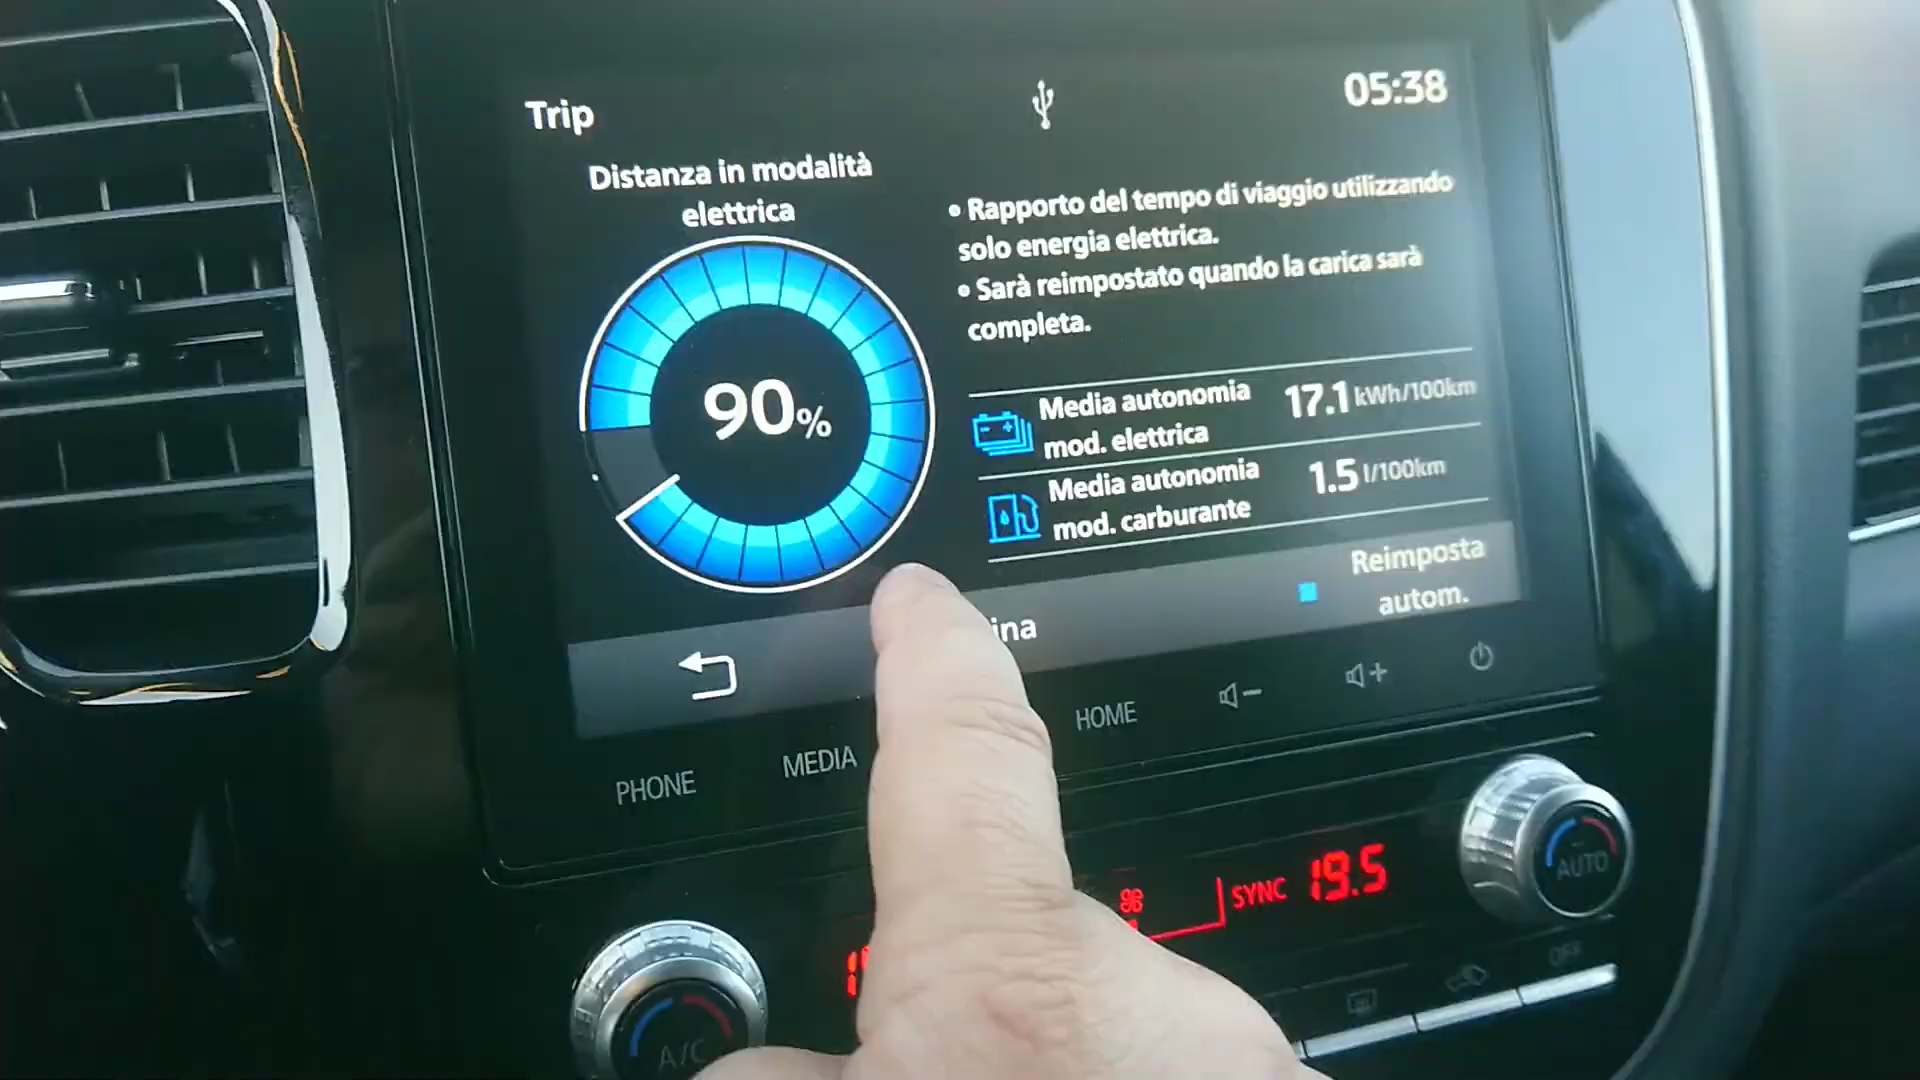 Trip
05:38
Distanza in modalità
elettrica
90%
• Rapporto del tempo di viaggio utilizzando
solo energia elettrica.
• Sarà reimpostato quando la carica sarà
completa.
Media autonomia
mod. elettrica
17.1 kWh/100km
Media autonomia
mod. carburante
1.5 l/100km
Reimposta
autom.
PHONE
MEDIA
HOME
SYNC 19.5
AUTO
A/C
OFF